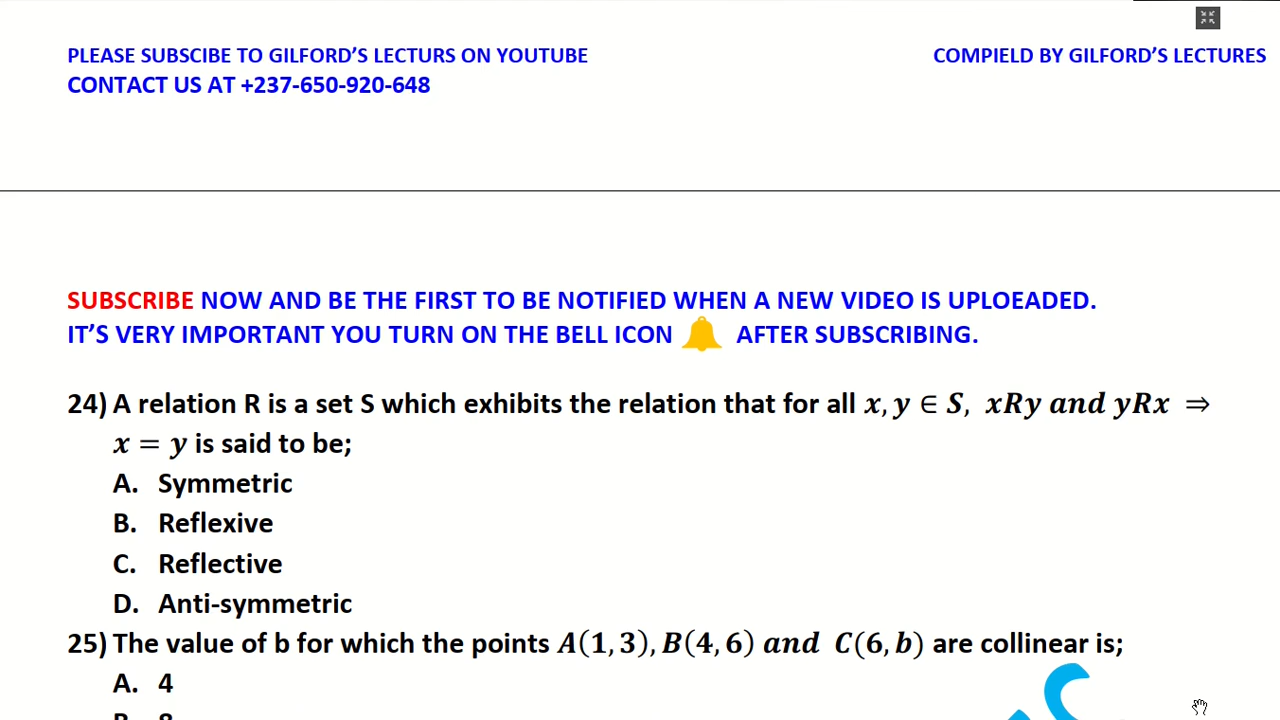 PLEASE SUBSCIBE TO GILFORD’S LECTURS ON YOUTUBE
COMPIELD BY GILFORD’S LECTURES
CONTACT US AT +237-650-920-648
SUBSCRIBE NOW AND BE THE FIRST TO BE NOTIFIED WHEN A NEW VIDEO IS UPLOEADED.
IT’S VERY IMPORTANT YOU TURN ON THE BELL ICON AFTER SUBSCRIBING.
24) A relation R is a set S which exhibits the relation that for all x, y ∈ S, xRy and yRx ⇒
x = y is said to be;
A. Symmetric
B. Reflexive
C. Reflective
D. Anti-symmetric
25) The value of b for which the points A(1, 3), B(4, 6) and C(6, b) are collinear is;
A. 4
B. 8